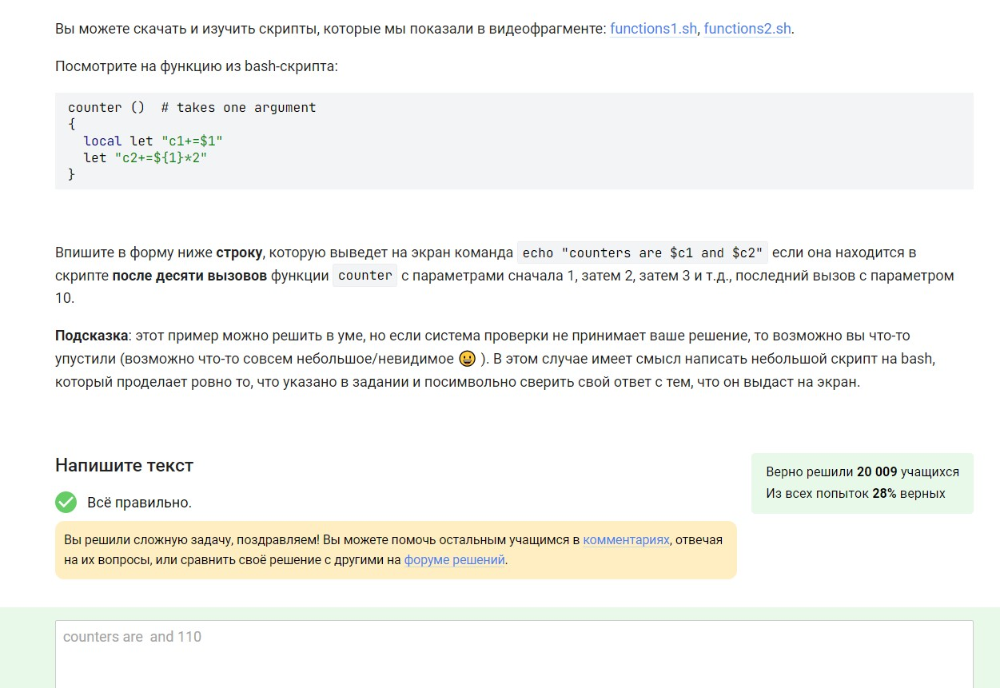 Вы можете скачать и изучить скрипты, которые мы показали в видеофрагменте: functions1.sh, functions2.sh.
Посмотрите на функцию из bash-скрипта:
counter ()  # takes one argument
{
  local let "c1+=$1"
  let "c2+=${1}*2"
}
Впишите в форму ниже строку, которую выведет на экран команда echo "counters are $c1 and $c2" если она находится в
скрипте после десяти вызовов функции counter с параметрами сначала 1, затем 2, затем 3 и т.д., последний вызов с параметром
10.
Подсказка: этот пример можно решить в уме, но если система проверки не принимает ваше решение, то возможно вы что-то
упустили (возможно что-то совсем небольшое/невидимое 😀 ). В этом случае имеет смысл написать небольшой скрипт на bash,
который проделает ровно то, что указано в задании и посимвольно сверить свой ответ с тем, что он выдаст на экран.
Напишите текст
Верно решили 20 009 учащихся
Из всех попыток 28% верных
Всё правильно.
Вы решили сложную задачу, поздравляем! Вы можете помочь остальным учащимся в комментариях, отвечая
на их вопросы, или сравнить своё решение с другими на форуме решений.
counters are  and 110